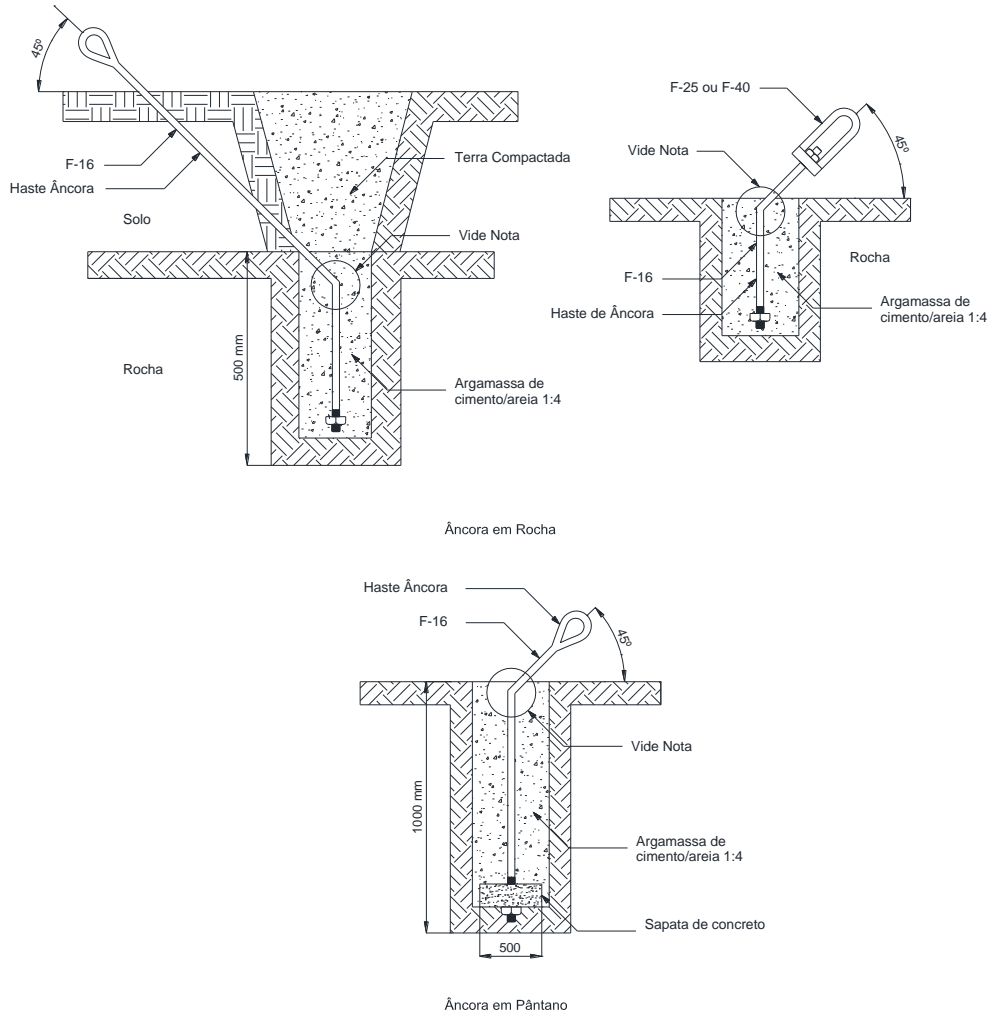 45º
F-16
Haste Âncora
Solo
Terra Compactada
Vide Nota
Rocha
500 mm
Argamassa de
cimento/areia 1:4
F-25 ou F-40
45º
Vide Nota
Rocha
F-16
Haste de Âncora
Argamassa de
cimento/areia 1:4
Âncora em Rocha
Haste Âncora
F-16
45º
Vide Nota
1000 mm
Argamassa de
cimento/areia 1:4
Sapata de concreto
500
Âncora em Pântano